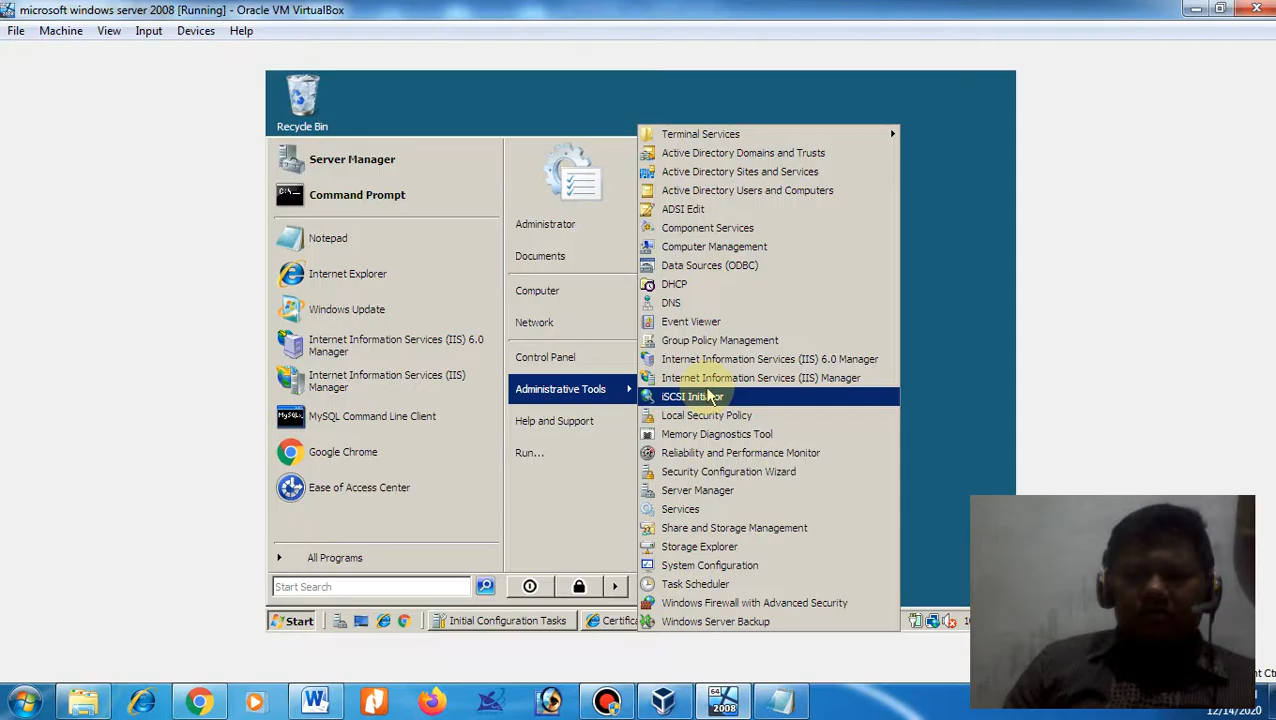 microsoft windows server 2008 [Running] - Oracle VM VirtualBox
File Machine View Input Devices Help
Recycle Bin
Server Manager
Command Prompt
Notepad
Internet Explorer
Windows Update
Internet Information Services (IIS) 6.0
Manager
Internet Information Services (IIS)
Manager
MySQL Command Line Client
Google Chrome
Ease of Access Center
All Programs
Start Search
Administrator
Documents
Computer
Network
Control Panel
Administrative Tools
Help and Support
Run...
Terminal Services
Active Directory Domains and Trusts
Active Directory Sites and Services
Active Directory Users and Computers
ADSI Edit
Component Services
Computer Management
Data Sources (ODBC)
DHCP
DNS
Event Viewer
Group Policy Management
Internet Information Services (IIS) 6.0 Manager
Internet Information Services (IIS) Manager
iSCSI Initiator
Local Security Policy
Memory Diagnostics Tool
Reliability and Performance Monitor
Security Configuration Wizard
Server Manager
Services
Share and Storage Management
Storage Explorer
System Configuration
Task Scheduler
Windows Firewall with Advanced Security
Windows Server Backup
Start Initial Configuration Tasks
64
2008
12/14/2020